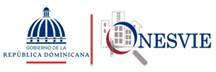 GOBIERNO DE LA
REPÚBLICA DOMINICANA
ONESVIE